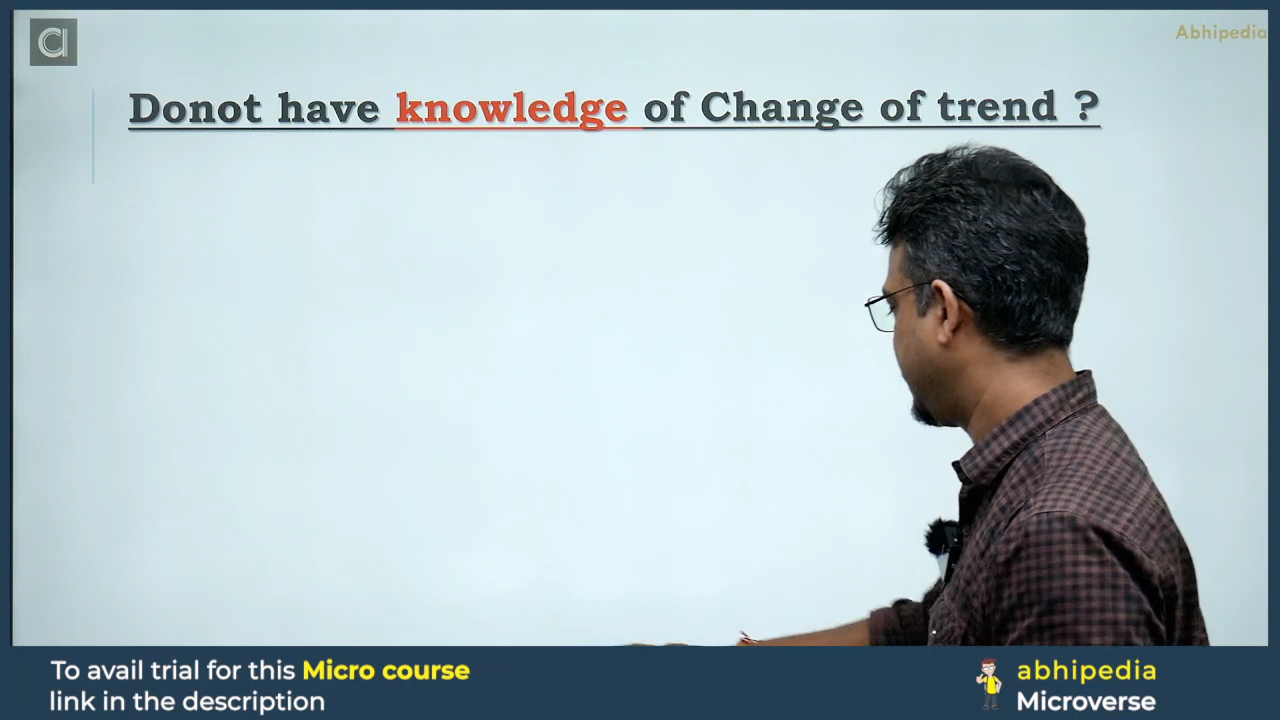 Abhipedia
Donot have knowledge of Change of trend ?
To avail trial for this Micro course
link in the description
abhipedia
Microverse